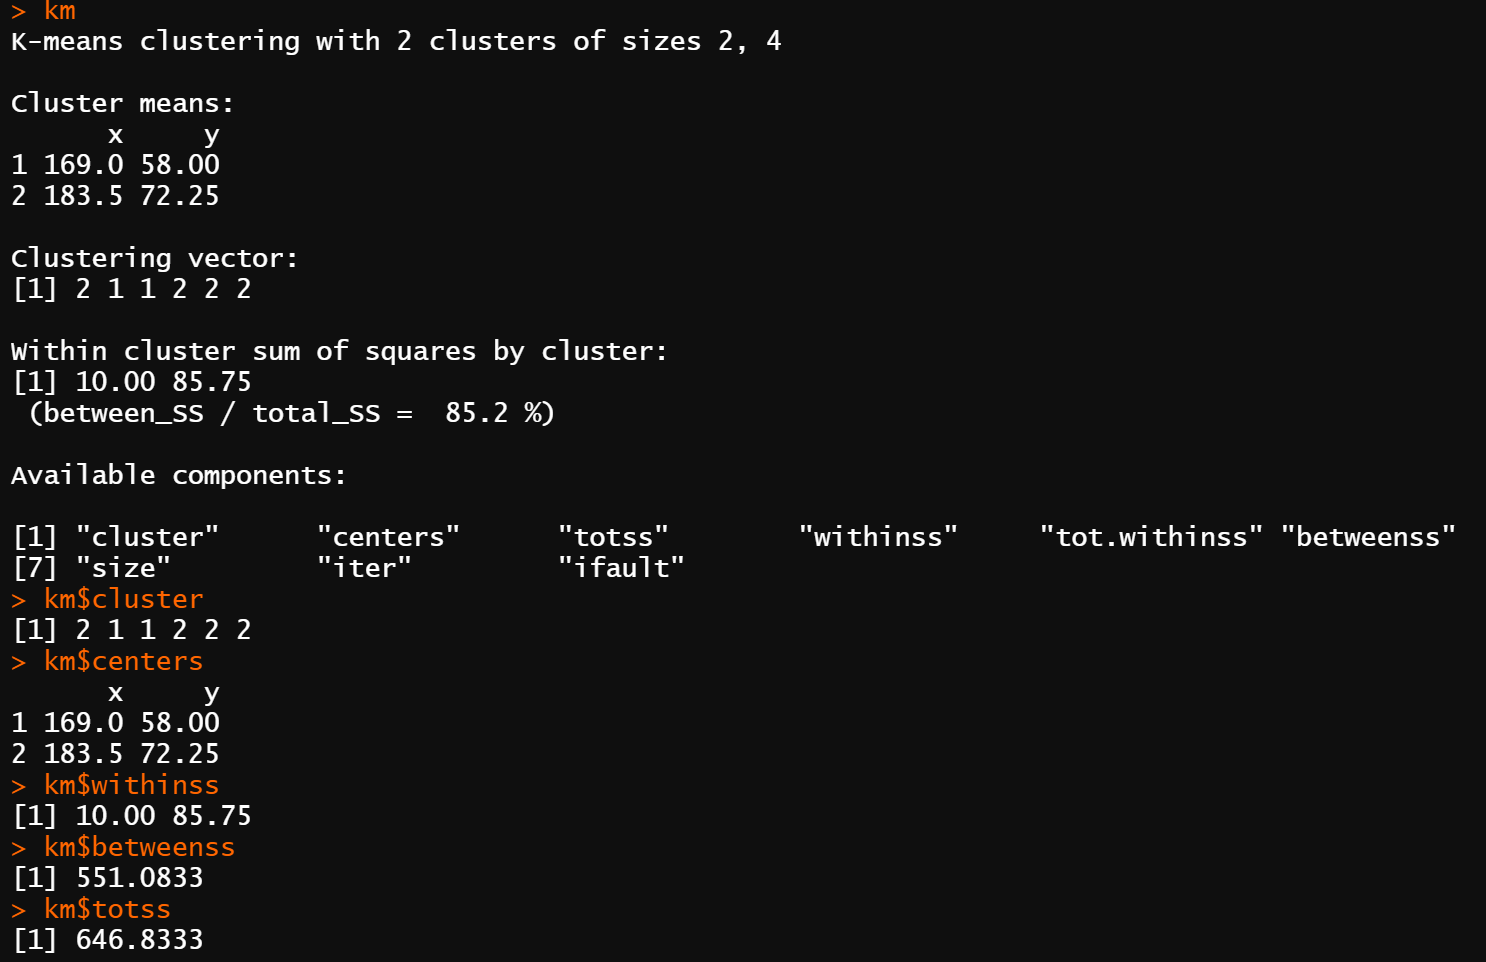 > km
K-means clustering with 2 clusters of sizes 2, 4
Cluster means:
      x     y
1 169.0 58.00
2 183.5 72.25
Clustering vector:
[1] 2 1 1 2 2 2
Within cluster sum of squares by cluster:
[1] 10.00 85.75
 (between_SS / total_SS =  85.2 %)
Available components:
[1] "cluster"      "centers"      "totss"        "withinss"     "tot.withinss" "betweenss"
[7] "size"         "iter"         "ifault"
> km$cluster
[1] 2 1 1 2 2 2
> km$centers
      x     y
1 169.0 58.00
2 183.5 72.25
> km$withinss
[1] 10.00 85.75
> km$betweenss
[1] 551.0833
> km$totss
[1] 646.8333